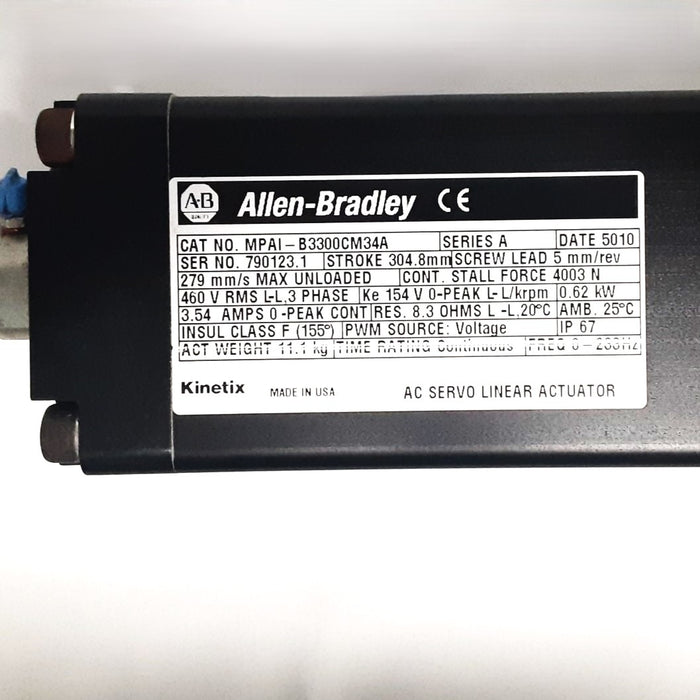 A-B Allen-Bradley CE
CAT NO. MPAI-B3300CM34A SERIES A DATE 5010
SER NO. 790123.1 STROKE 304.8mm SCREW LEAD 5 mm/rev
279 mm/s MAX UNLOADED CONT. STALL FORCE 4003 N
460 V RMS L-L,3 PHASE Ke 154 V 0-PEAK L-L/krpm 0.62 kW
3.54 AMPS 0-PEAK CONT RES. 8.3 OHMS L-L,20°C AMB. 25°C
INSUL CLASS F (155°) PWM SOURCE: Voltage IP 67
ACT WEIGHT 11.1 kg TIME RATING Continuous FREQ 0-233Hz
Kinetix MADE IN USA AC SERVO LINEAR ACTUATOR